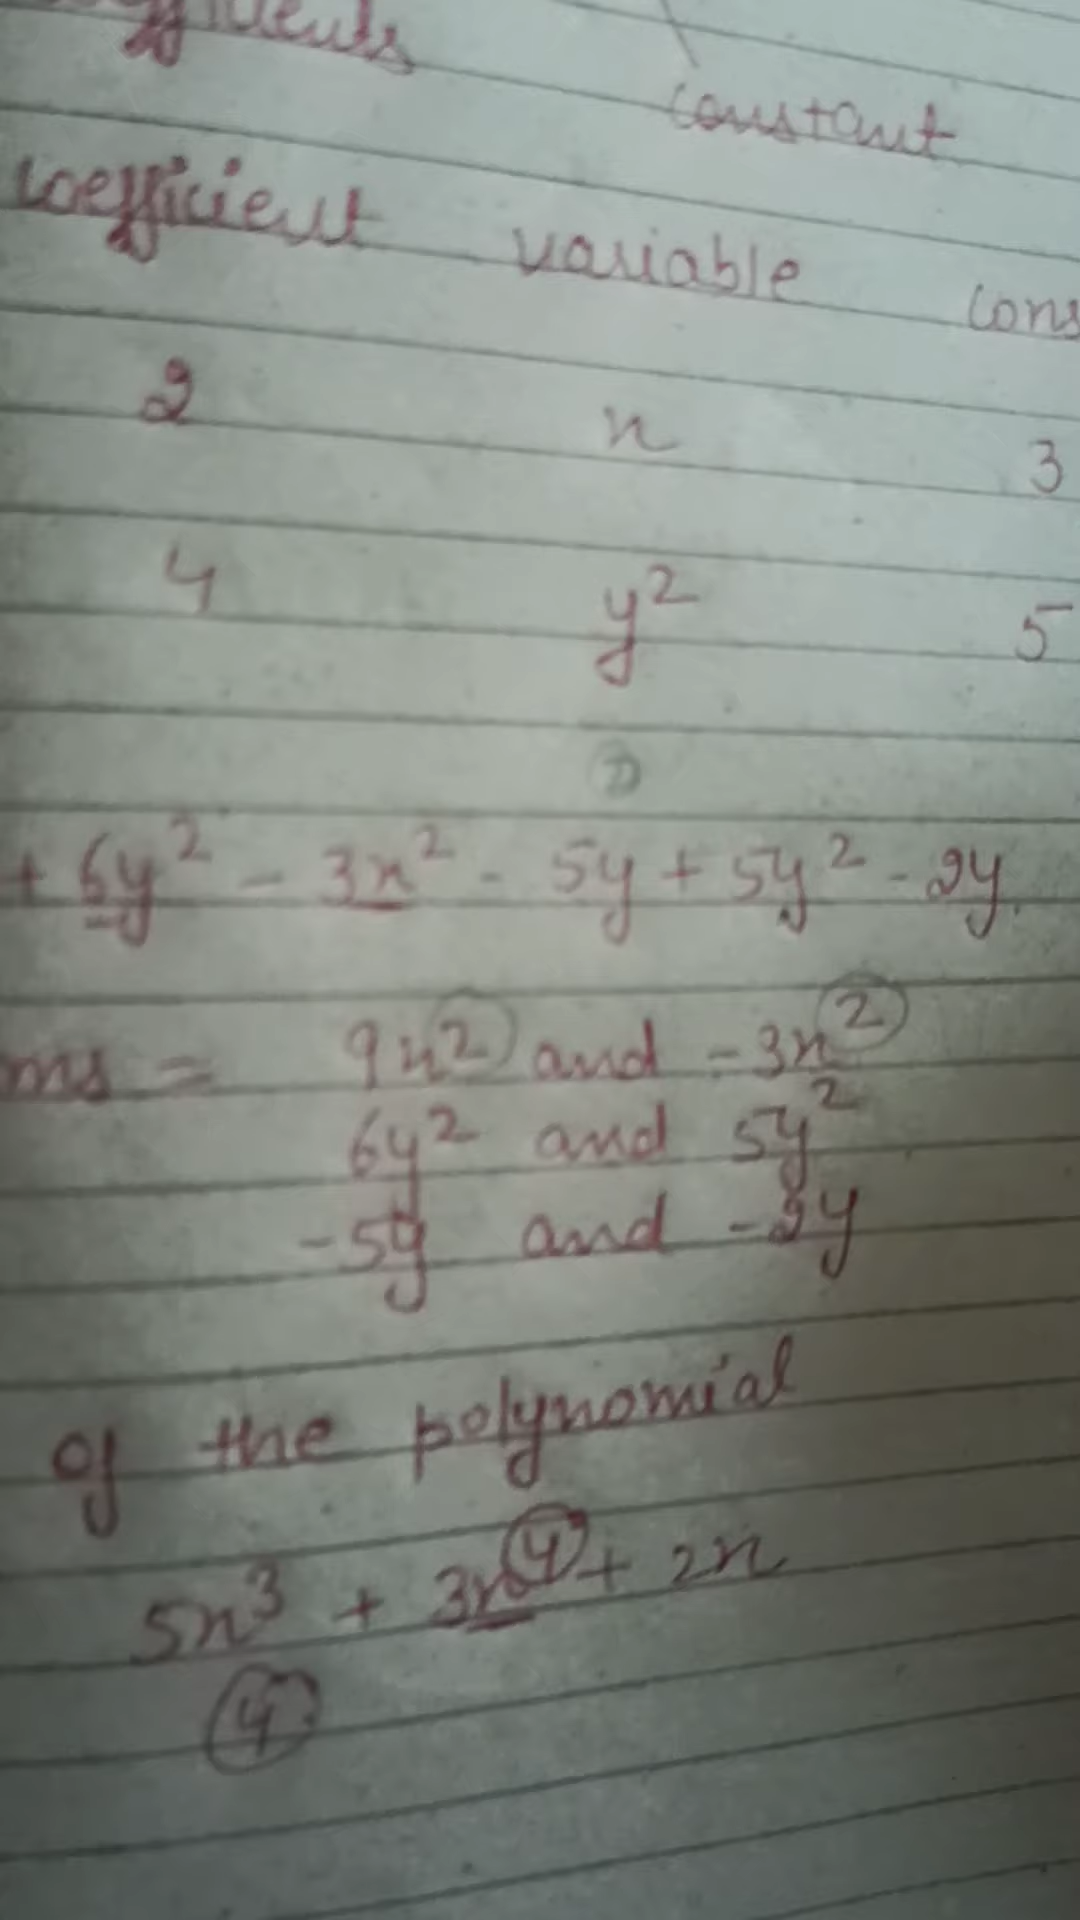 constant
coefficient variable cons
2 x 3
4 y² 5
+ 6y² - 3x² - 5y + 5y² - 2y
ms = 9x² and - 3x²
6y² and 5y²
-5y and -2y
of the polynomial
5x³ + 3x⁴ + 2x
4